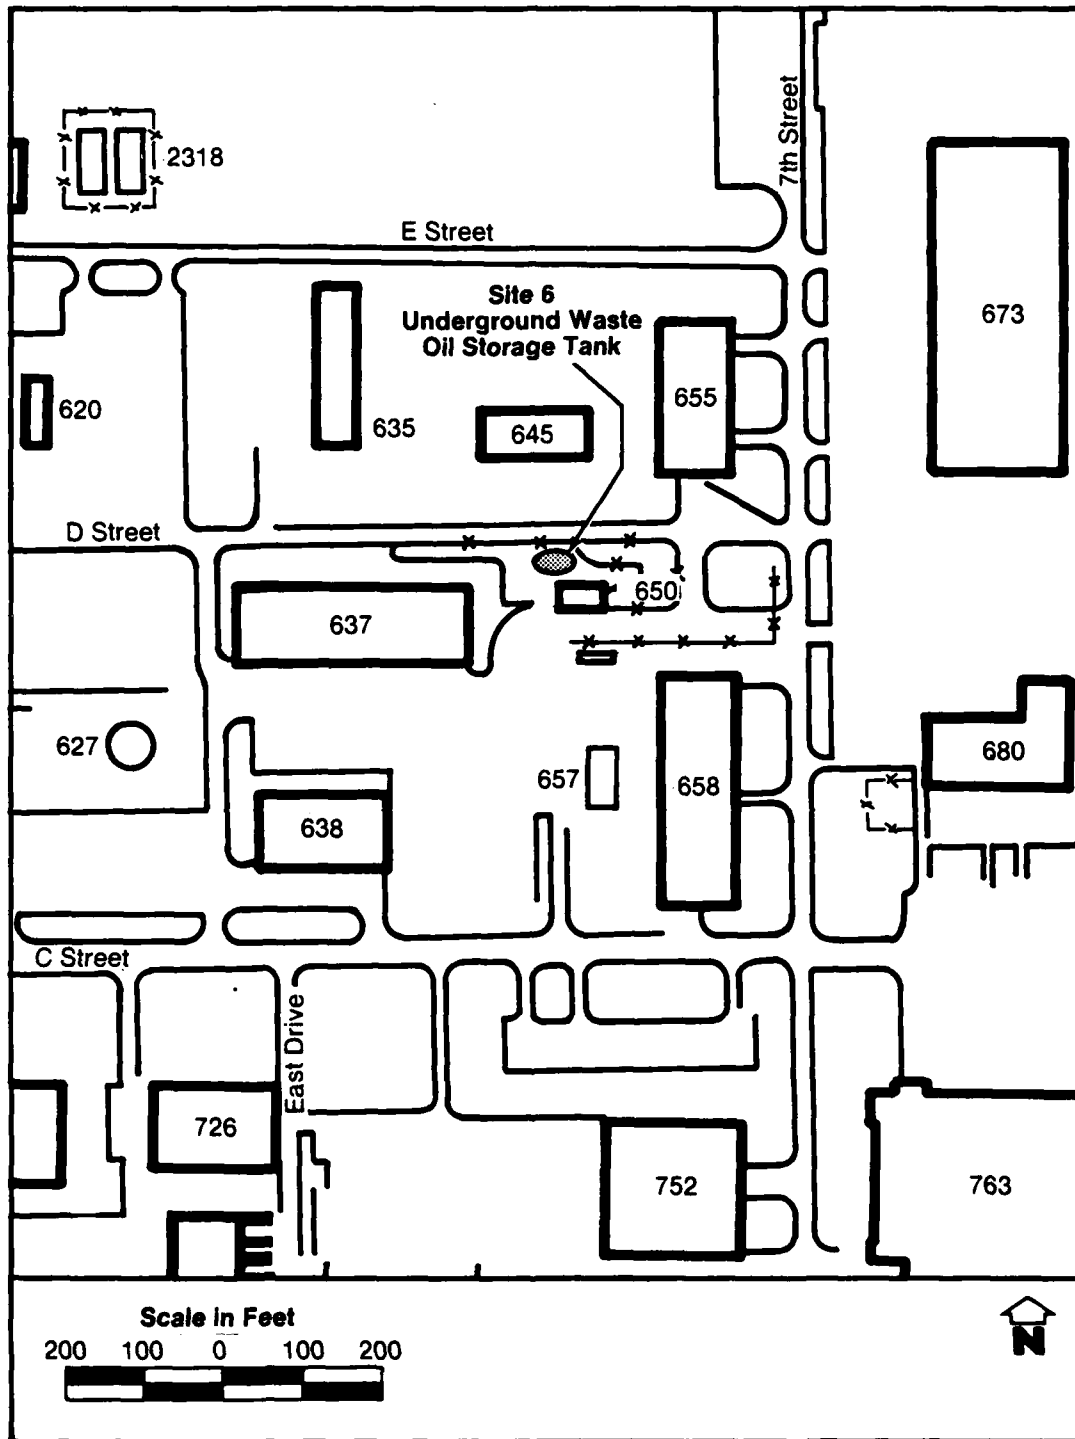 7th Street
2318
E Street
Site 6
Underground Waste
Oil Storage Tank
673
655
620
635
645
D Street
650
637
627
657
658
680
638
C Street
East Drive
726
752
763
Scale in Feet
200 100 0 100 200
N